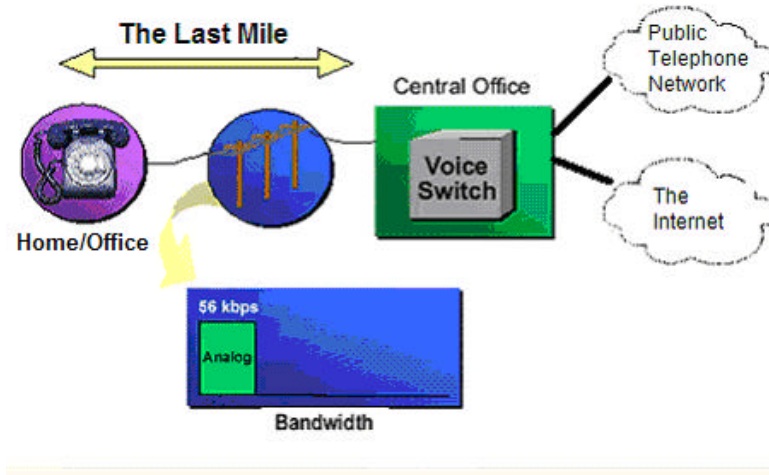 The Last Mile
Public
Telephone
Network
Central Office
Voice
Switch
The
Internet
Home/Office
56 kbps
Analog
Bandwidth